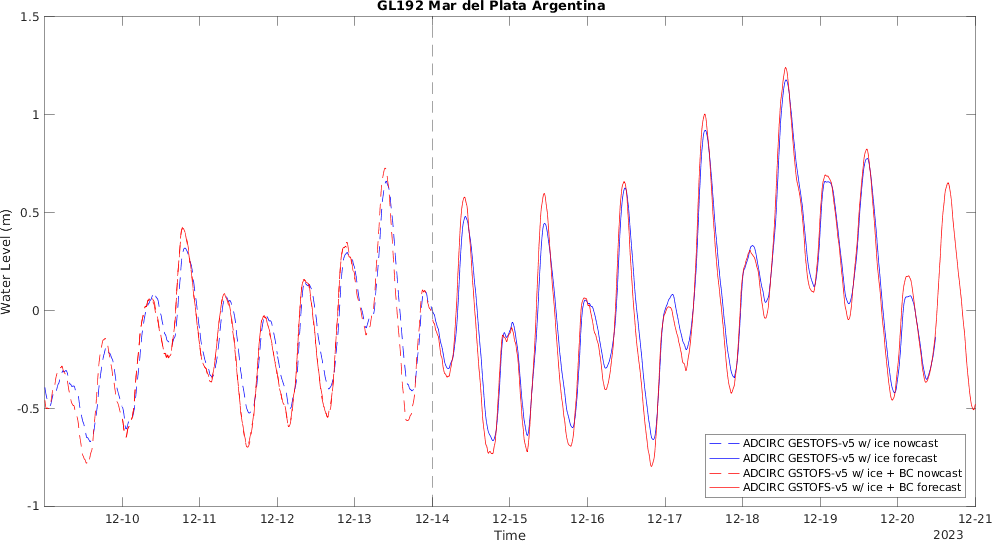 GL192 Mar del Plata Argentina
1.5
1
0.5
0
-0.5
-1
Water Level (m)
12-10 12-11 12-12 12-13 12-14 12-15 12-16 12-17 12-18 12-19 12-20 12-21
Time
2023
ADCIRC GESTOFS-v5 w/ ice nowcast
ADCIRC GESTOFS-v5 w/ ice forecast
ADCIRC GSTOFS-v5 w/ ice + BC nowcast
ADCIRC GSTOFS-v5 w/ ice + BC forecast